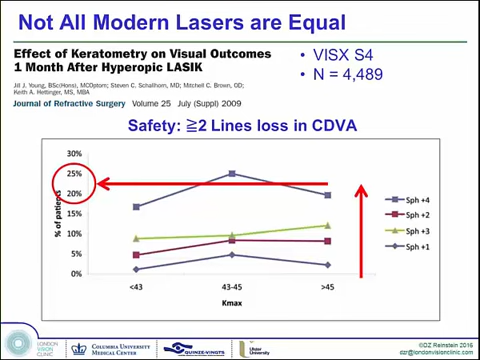 Not All Modern Lasers are Equal
Effect of Keratometry on Visual Outcomes
1 Month After Hyperopic LASIK
Jill J. Young, BSc(Hons), MCOptom; Steven C. Schallhorn, MD; Mitchell C. Brown, OD;
Keith A. Hettinger, MS, MBA
Journal of Refractive Surgery Volume 25 July (Suppl) 2009
• VISX S4
• N = 4,489
Safety: ≧2 Lines loss in CDVA
30%
25%
20%
15%
10%
5%
0%
% of patients
<43
43-45
>45
Kmax
Sph +4
Sph +2
Sph +3
Sph +1
LONDON
VISION
CLINIC
COLUMBIA UNIVERSITY
MEDICAL CENTER
QUINZE-VINGTS
Ulster
University
©DZ Reinstein 2016
dzr@londonvisionclinic.com